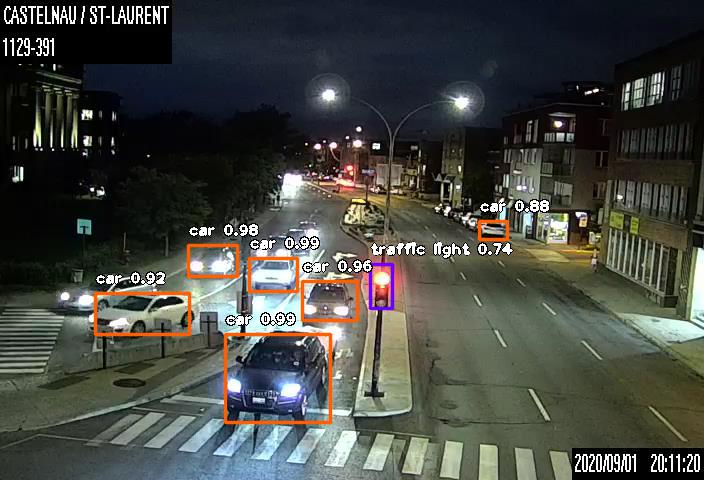 CASTELNAU / ST-LAURENT
1129-391
car 0.88
car 0.98
car 0.99
traffic light 0.74
car 0.96
car 0.92
car 0.99
2020/09/01 20:11:20